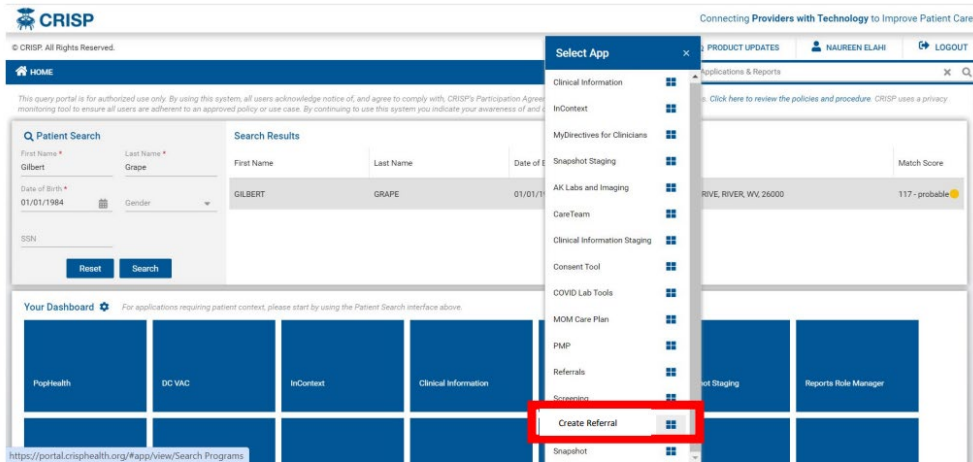 CRISP
Connecting Providers with Technology to Improve Patient Care
© CRISP. All Rights Reserved.
PRODUCT UPDATES
NAUREEN ELAHI
LOGOUT
HOME
Applications & Reports
This query portal is for authorized use only. By using this system, all users acknowledge notice of, and agree to comply with, CRISP's Participation Agree
Click here to review the policies and procedure. CRISP uses a privacy
monitoring tool to ensure all users are adherent to an approved policy or use case. By continuing to use this system you indicate your awareness of and
Patient Search
First Name *
Last Name *
Gilbert
Grape
Date of Birth *
01/01/1984
Gender
SSN
Reset
Search
Search Results
First Name
Last Name
Date of B
Match Score
GILBERT
GRAPE
01/01/1
RIVE, RIVER, WV, 26000
117 - probable
Select App
×
Clinical Information
InContext
MyDirectives for Clinicians
Snapshot Staging
AK Labs and Imaging
CareTeam
Clinical Information Staging
Consent Tool
COVID Lab Tools
MOM Care Plan
PMP
Referrals
Screening
Create Referral
Snapshot
Your Dashboard
For applications requiring patient context, please start by using the Patient Search interface above.
PopHealth
DC VAC
InContext
Clinical Information
ot Staging
Reports Role Manager
https://portal.crisphealth.org/#app/view/Search Programs